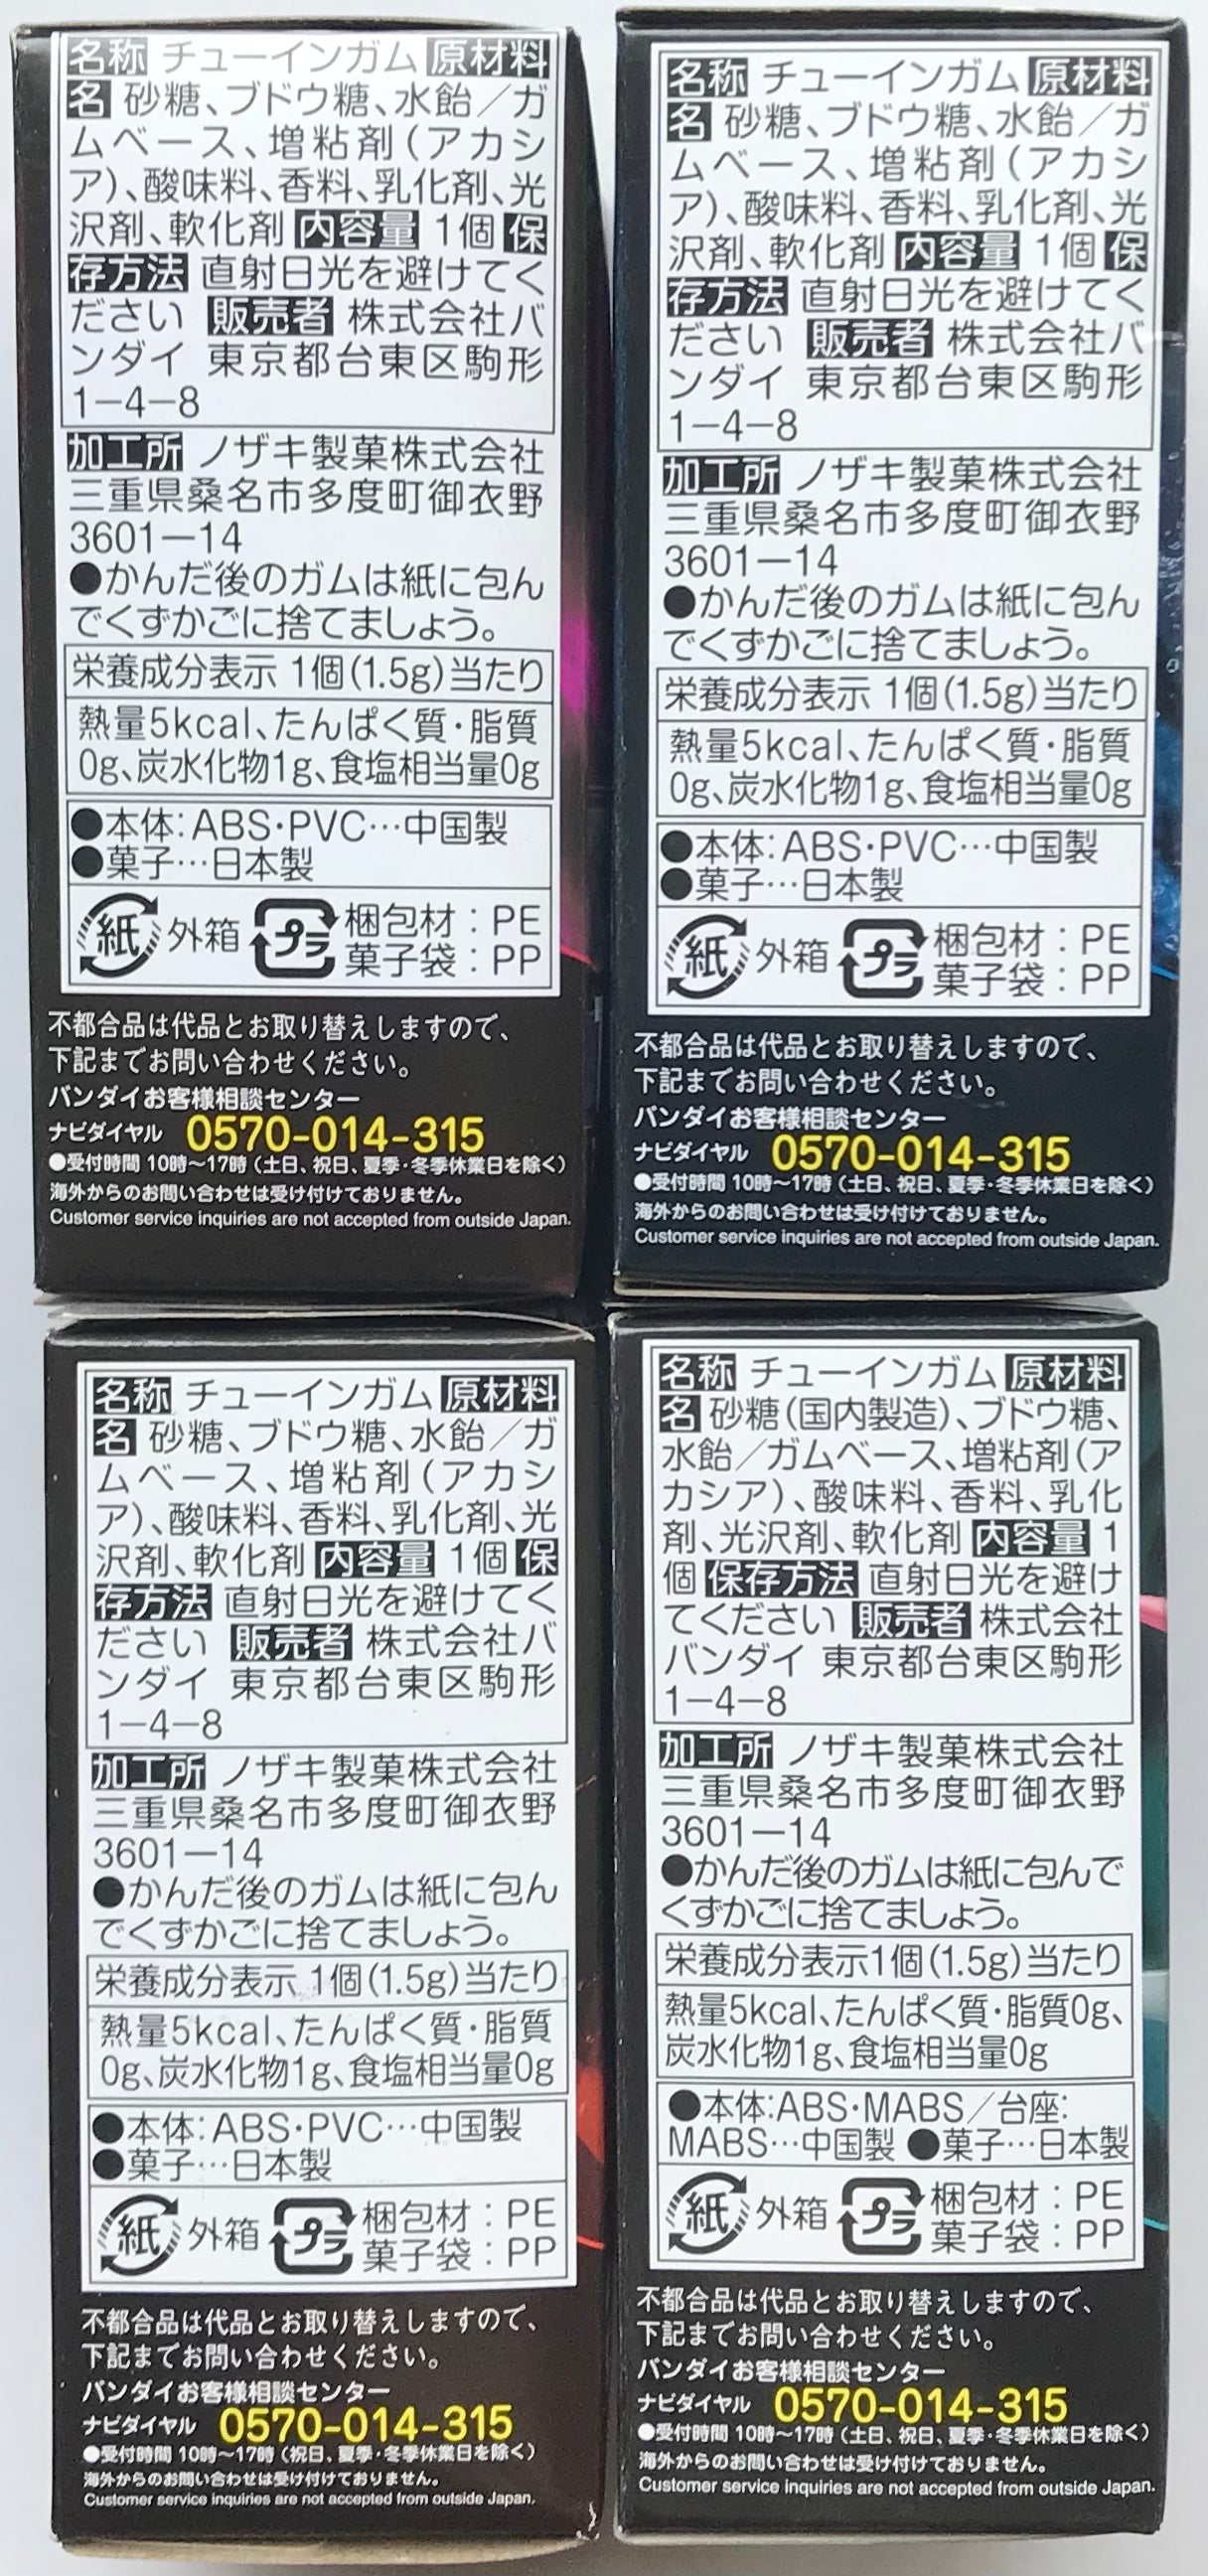 名称 チューインガム 原材料
名 砂糖、ブドウ糖、水飴／ガ
ムベース、増粘剤（アカシ
ア）、酸味料、香料、乳化剤、光
沢剤、軟化剤 内容量 1個 保
存方法 直射日光を避けてく
ださい 販売者 株式会社バ
ンダイ 東京都台東区駒形
1−4−8
加工所 ノザキ製菓株式会社
三重県桑名市多度町御衣野
3601−14
●かんだ後のガムは紙に包ん
でくずかごに捨てましょう。
栄養成分表示 1個(1.5g)当たり
熱量5kcal、たんぱく質・脂質
0g、炭水化物1g、食塩相当量0g
●本体：ABS・PVC…中国製
●菓子…日本製
紙 外箱 プラ 梱包材：PE
菓子袋：PP
不都合品は代品とお取り替えしますので、
下記までお問い合わせください。
バンダイお客様相談センター
ナビダイヤル 0570-014-315
●受付時間 10時〜17時（土日、祝日、夏季・冬季休業日を除く）
海外からのお問い合わせは受け付けておりません。
Customer service inquiries are not accepted from outside Japan.
名称 チューインガム 原材料
名 砂糖、ブドウ糖、水飴／ガ
ムベース、増粘剤（アカシ
ア）、酸味料、香料、乳化剤、光
沢剤、軟化剤 内容量 1個 保
存方法 直射日光を避けてく
ださい 販売者 株式会社バ
ンダイ 東京都台東区駒形
1−4−8
加工所 ノザキ製菓株式会社
三重県桑名市多度町御衣野
3601−14
●かんだ後のガムは紙に包ん
でくずかごに捨てましょう。
栄養成分表示 1個(1.5g)当たり
熱量5kcal、たんぱく質・脂質
0g、炭水化物1g、食塩相当量0g
●本体：ABS・PVC…中国製
●菓子…日本製
紙 外箱 プラ 梱包材：PE
菓子袋：PP
不都合品は代品とお取り替えしますので、
下記までお問い合わせください。
バンダイお客様相談センター
ナビダイヤル 0570-014-315
●受付時間 10時〜17時（土日、祝日、夏季・冬季休業日を除く）
海外からのお問い合わせは受け付けておりません。
Customer service inquiries are not accepted from outside Japan.
名称 チューインガム 原材料
名 砂糖、ブドウ糖、水飴／ガ
ムベース、増粘剤（アカシ
ア）、酸味料、香料、乳化剤、光
沢剤、軟化剤 内容量 1個 保
存方法 直射日光を避けてく
ださい 販売者 株式会社バ
ンダイ 東京都台東区駒形
1−4−8
加工所 ノザキ製菓株式会社
三重県桑名市多度町御衣野
3601−14
●かんだ後のガムは紙に包ん
でくずかごに捨てましょう。
栄養成分表示 1個(1.5g)当たり
熱量5kcal、たんぱく質・脂質
0g、炭水化物1g、食塩相当量0g
●本体：ABS・PVC…中国製
●菓子…日本製
紙 外箱 プラ 梱包材：PE
菓子袋：PP
不都合品は代品とお取り替えしますので、
下記までお問い合わせください。
バンダイお客様相談センター
ナビダイヤル 0570-014-315
●受付時間 10時〜17時（祝日、夏季・冬季休業日を除く）
海外からのお問い合わせは受け付けておりません。
Customer service inquiries are not accepted from outside Japan.
名称 チューインガム 原材料
名 砂糖（国内製造）、ブドウ糖、
水飴／ガムベース、増粘剤（ア
カシア）、酸味料、香料、乳化
剤、光沢剤、軟化剤 内容量 1
個 保存方法 直射日光を避け
てください 販売者 株式会社
バンダイ 東京都台東区駒形
1−4−8
加工所 ノザキ製菓株式会社
三重県桑名市多度町御衣野
3601−14
●かんだ後のガムは紙に包んで
くずかごに捨てましょう。
栄養成分表示1個(1.5g)当たり
熱量5kcal、たんぱく質・脂質0g、
炭水化物1g、食塩相当量0g
●本体：ABS・MABS／台座：
MABS…中国製 ●菓子…日本製
紙 外箱 プラ 梱包材：PE
菓子袋：PP
不都合品は代品とお取り替えしますので、
下記までお問い合わせください。
バンダイお客様相談センター
ナビダイヤル 0570-014-315
●受付時間 10時〜17時（土日、祝日、夏季・冬季休業日を除く）
海外からのお問い合わせは受け付けておりません。
Customer service inquiries are not accepted from outside Japan.